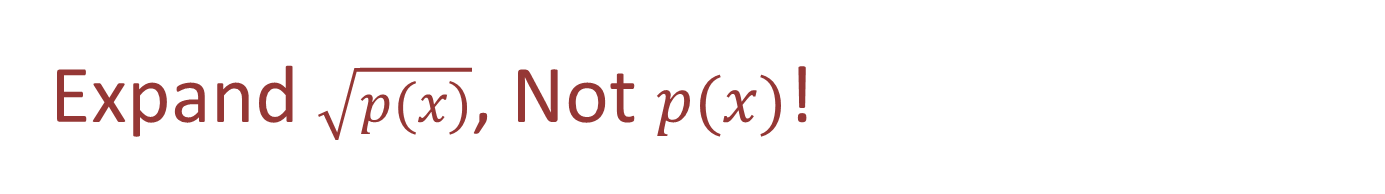 Expand √p(x), Not p(x)!